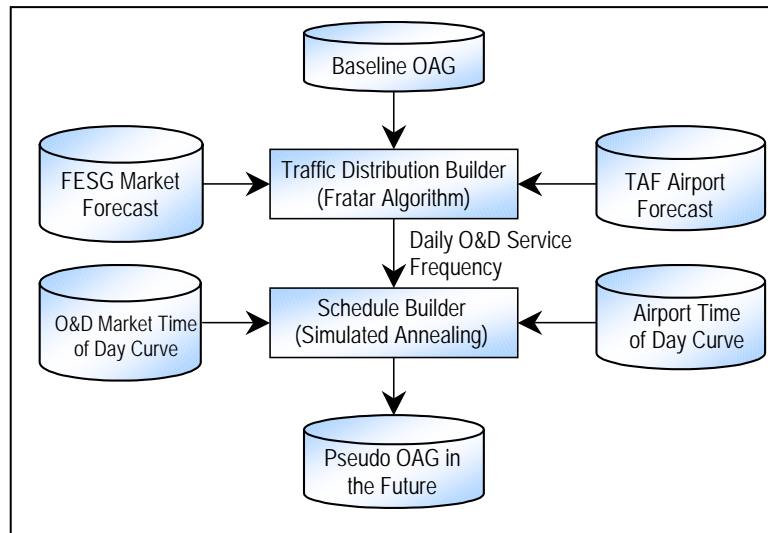 Baseline OAG
FESG Market
Forecast
Traffic Distribution Builder
(Fratar Algorithm)
TAF Airport
Forecast
Daily O&D Service
Frequency
O&D Market Time
of Day Curve
Schedule Builder
(Simulated Annealing)
Airport Time
of Day Curve
Pseudo OAG in
the Future